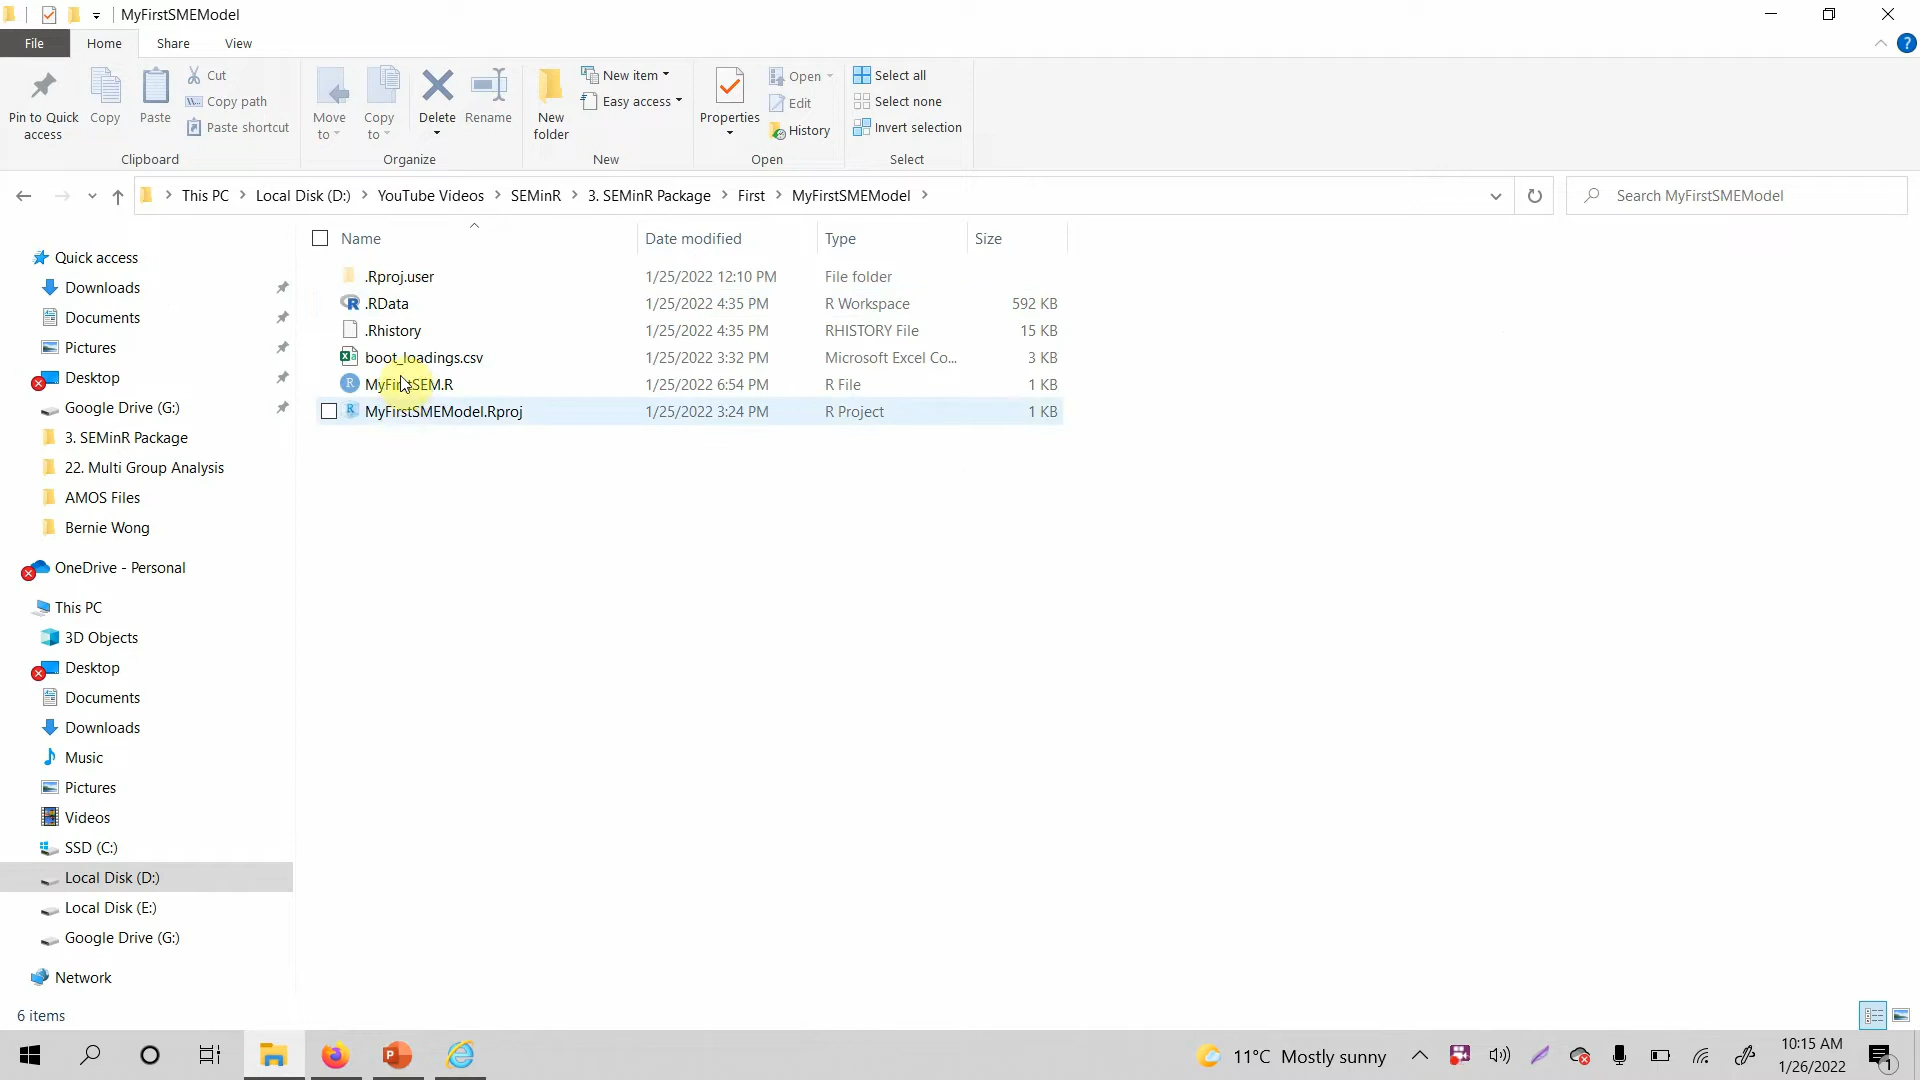 MyFirstSMEModel
File
Home
Share
View
Pin to Quick access
Copy
Paste
Cut
Copy path
Paste shortcut
Clipboard
Move to
Copy to
Delete
Rename
Organize
New folder
New item
Easy access
New
Properties
Open
Edit
History
Open
Select all
Select none
Invert selection
Select
This PC > Local Disk (D:) > YouTube Videos > SEMinR > 3. SEMinR Package > First > MyFirstSMEModel >
Search MyFirstSMEModel
Name Date modified Type Size
.Rproj.user 1/25/2022 12:10 PM File folder
.RData 1/25/2022 4:35 PM R Workspace 592 KB
.Rhistory 1/25/2022 4:35 PM RHISTORY File 15 KB
boot_loadings.csv 1/25/2022 3:32 PM Microsoft Excel Co... 3 KB
MyFirstSEM.R 1/25/2022 6:54 PM R File 1 KB
MyFirstSMEModel.Rproj 1/25/2022 3:24 PM R Project 1 KB
Quick access
Downloads
Documents
Pictures
Desktop
Google Drive (G:)
3. SEMinR Package
22. Multi Group Analysis
AMOS Files
Bernie Wong
OneDrive - Personal
This PC
3D Objects
Desktop
Documents
Downloads
Music
Pictures
Videos
SSD (C:)
Local Disk (D:)
Local Disk (E:)
Google Drive (G:)
Network
6 items
11°C Mostly sunny
10:15 AM
1/26/2022
1